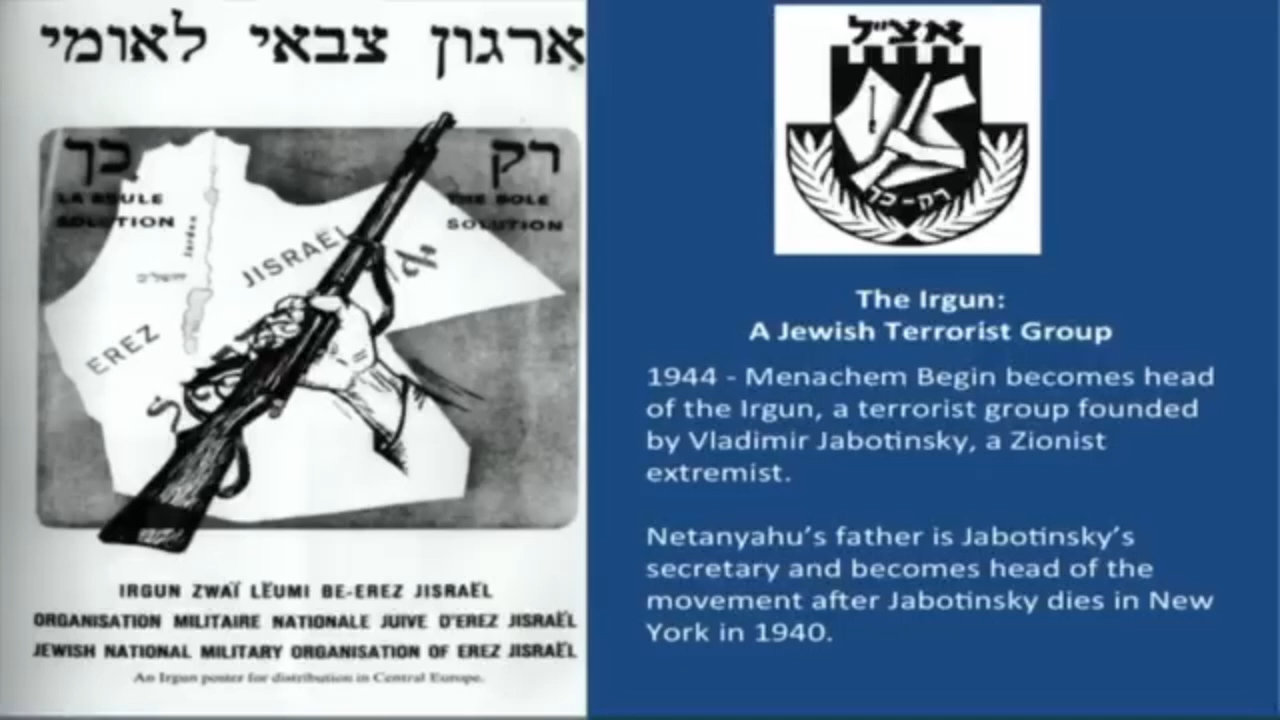 ארגון צבאי לאומי
כך
רק
LA SEULE
SOLUTION
THE SOLE
SOLUTION
Jordan
ירושלים
EREZ JISRAËL
IRGUN ZWAÏ LËUMI BE-EREZ JISRAËL
ORGANISATION MILITAIRE NATIONALE JUIVE D'EREZ JISRAËL
JEWISH NATIONAL MILITARY ORGANISATION OF EREZ JISRAËL
An Irgun poster for distribution in Central Europe.
אצ״ל
רק-כך
The Irgun:
A Jewish Terrorist Group
1944 - Menachem Begin becomes head
of the Irgun, a terrorist group founded
by Vladimir Jabotinsky, a Zionist
extremist.
Netanyahu's father is Jabotinsky's
secretary and becomes head of the
movement after Jabotinsky dies in New
York in 1940.